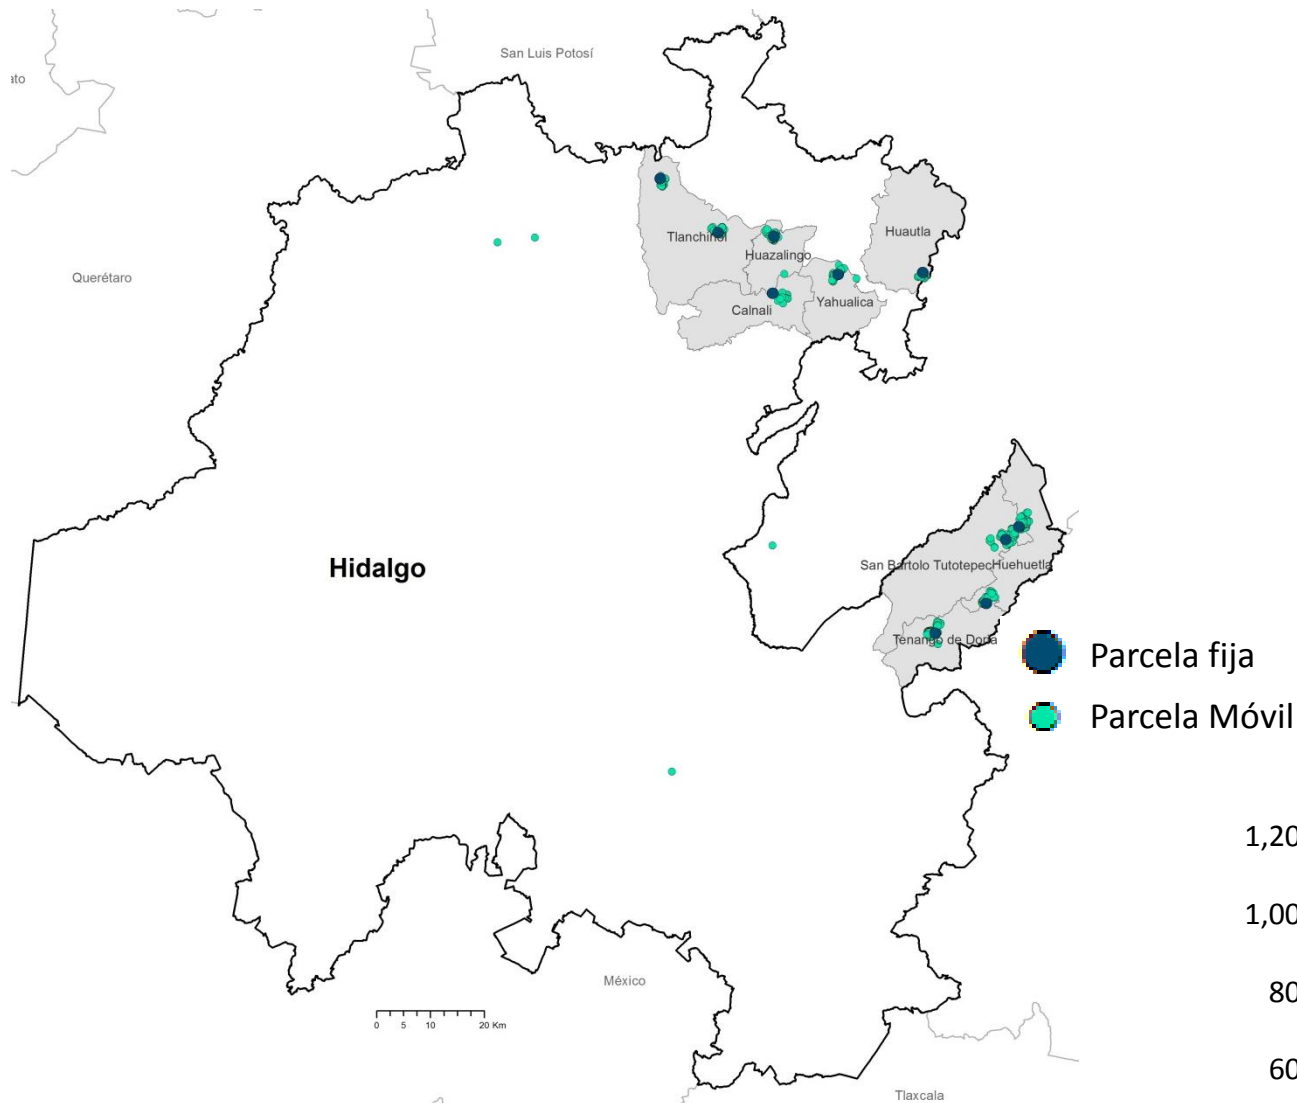 San Luis Potosí
ato
Querétaro
Tlanchinol
Huazalingo
Huautla
Calnali
Yahualica
Hidalgo
San Bartolo Tutotepec
Huehuetla
Tenango de Doria
Parcela fija
Parcela Móvil
1,20
1,00
80
60
México
0 5 10 20 Km
Tlaxcala